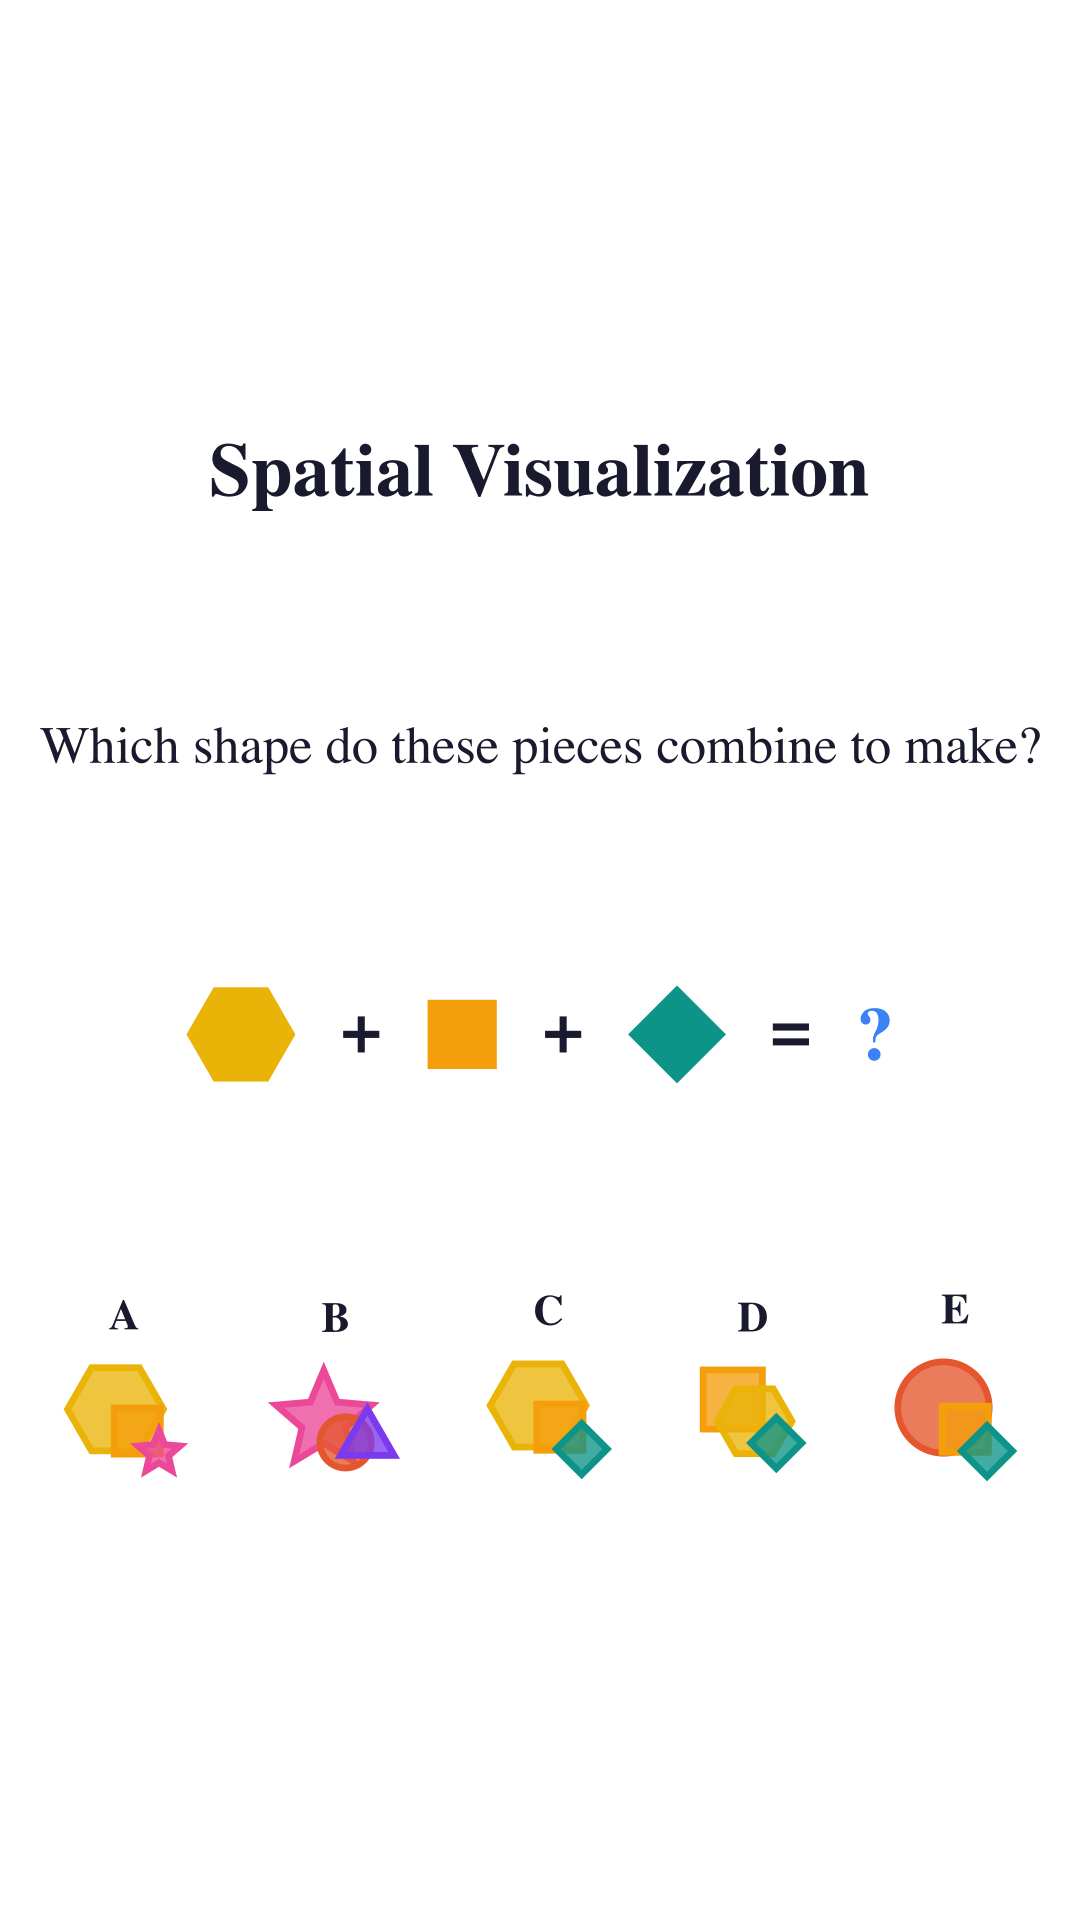 Spatial Visualization
Which shape do these pieces combine to make?
+ + = ?
A B C D E